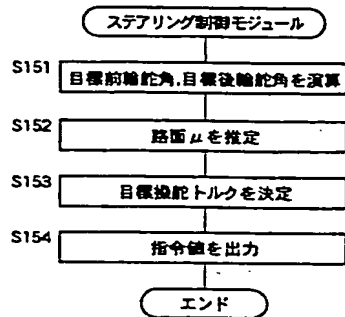 ステアリング制御モジュール
S151
目標前輪舵角,目標後輪舵角を演算
S152
路面μを推定
S153
目標操舵トルクを決定
S154
指令値を出力
エンド